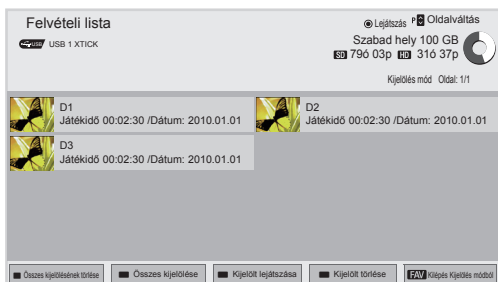 Felvételi lista
Lejátszás P Oldalváltás
USB USB 1 XTICK
Szabad hely 100 GB
SD 79ó 03p HD 31ó 37p
Kijelölés mód Oldal: 1/1
D1
Játékidő 00:02:30 /Dátum: 2010.01.01
D2
Játékidő 00:02:30 /Dátum: 2010.01.01
D3
Játékidő 00:02:30 /Dátum: 2010.01.01
Összes kijelölésének törlése
Összes kijelölése
Kijelölt lejátszása
Kijelölt törlése
FAV Kilépés Kijelölés módból